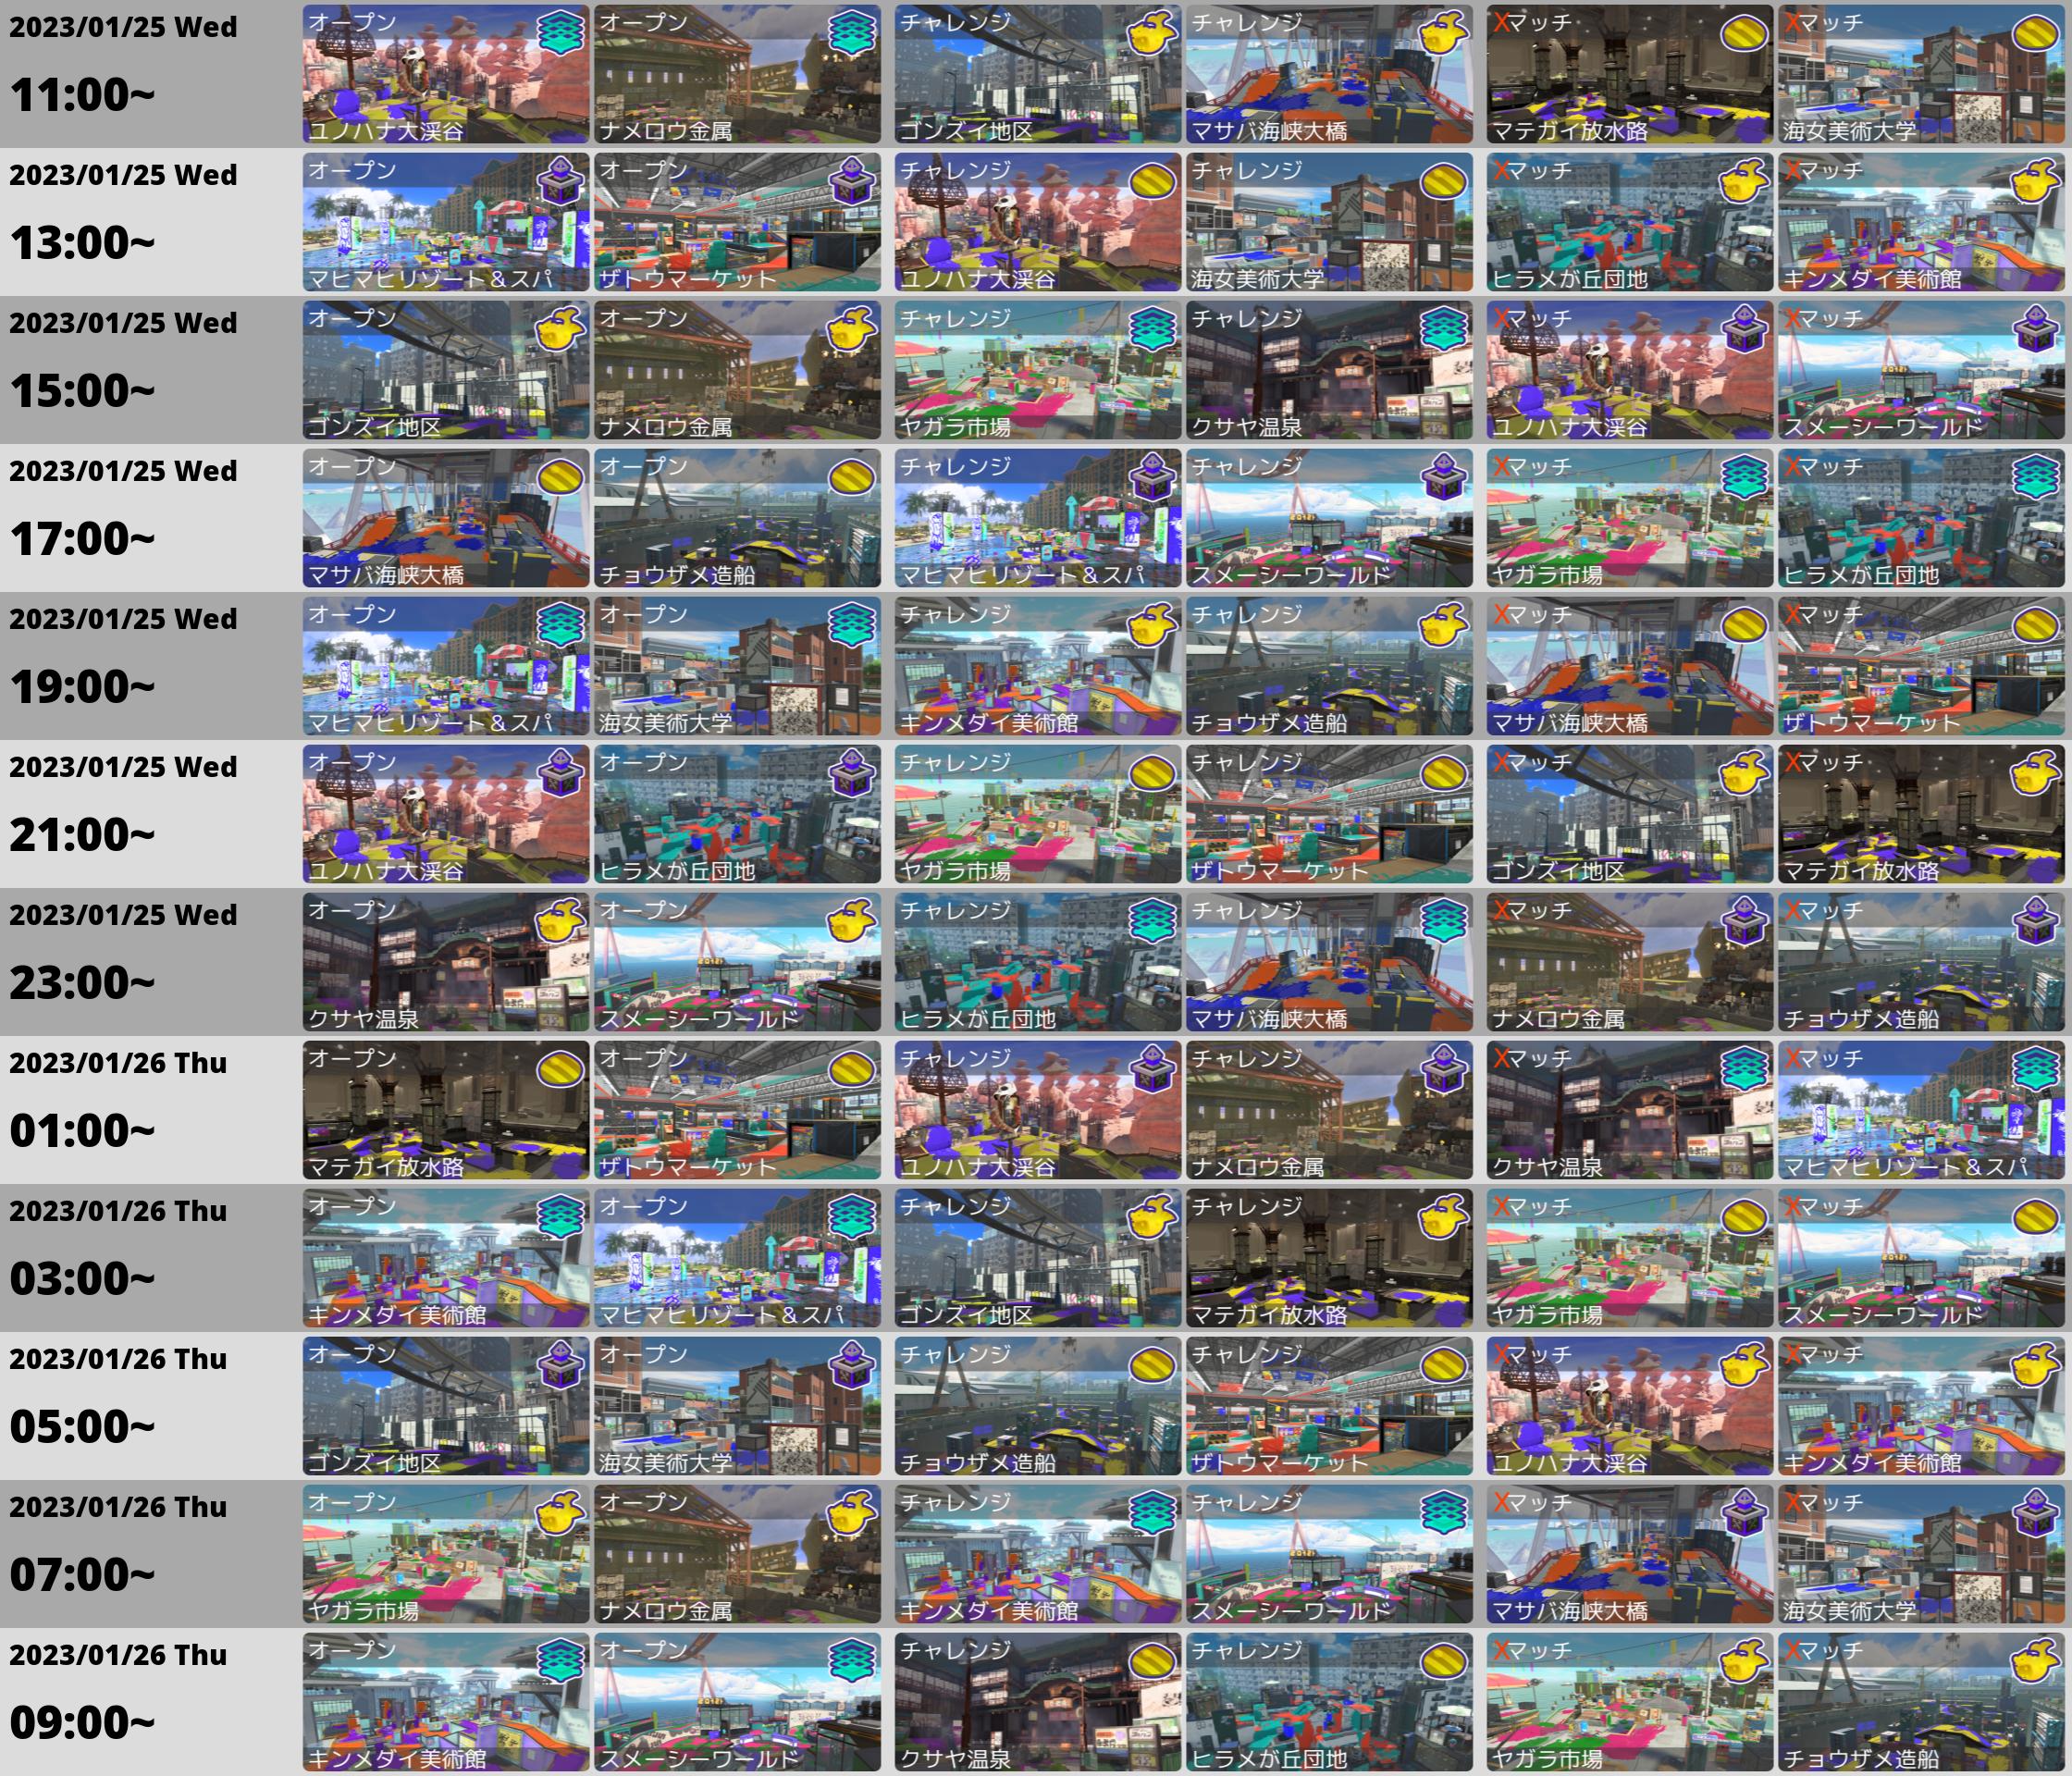 2023/01/25 Wed
11:00~
オープン オープン チャレンジ チャレンジ Xマッチ Xマッチ
ユノハナ大渓谷 ナメロウ金属 ゴンズイ地区 マサバ海峡大橋 マテガイ放水路 海女美術大学
2023/01/25 Wed
13:00~
オープン オープン チャレンジ チャレンジ Xマッチ Xマッチ
マヒマヒリゾート&スパ ザトウマーケット ユノハナ大渓谷 海女美術大学 ヒラメが丘団地 キンメダイ美術館
2023/01/25 Wed
15:00~
オープン オープン チャレンジ チャレンジ Xマッチ Xマッチ
ゴンズイ地区 ナメロウ金属 ヤガラ市場 クサヤ温泉 ユノハナ大渓谷 スメーシーワールド
2023/01/25 Wed
17:00~
オープン オープン チャレンジ チャレンジ Xマッチ Xマッチ
マサバ海峡大橋 チョウザメ造船 マヒマヒリゾート&スパ スメーシーワールド ヤガラ市場 ヒラメが丘団地
2023/01/25 Wed
19:00~
オープン オープン チャレンジ チャレンジ Xマッチ Xマッチ
マヒマヒリゾート&スパ 海女美術大学 キンメダイ美術館 チョウザメ造船 マサバ海峡大橋 ザトウマーケット
2023/01/25 Wed
21:00~
オープン オープン チャレンジ チャレンジ Xマッチ Xマッチ
ユノハナ大渓谷 ヒラメが丘団地 ヤガラ市場 ザトウマーケット ゴンズイ地区 マテガイ放水路
2023/01/25 Wed
23:00~
オープン オープン チャレンジ チャレンジ Xマッチ Xマッチ
クサヤ温泉 スメーシーワールド ヒラメが丘団地 マサバ海峡大橋 ナメロウ金属 チョウザメ造船
2023/01/26 Thu
01:00~
オープン オープン チャレンジ チャレンジ Xマッチ Xマッチ
マテガイ放水路 ザトウマーケット ユノハナ大渓谷 ナメロウ金属 クサヤ温泉 マヒマヒリゾート&スパ
2023/01/26 Thu
03:00~
オープン オープン チャレンジ チャレンジ Xマッチ Xマッチ
キンメダイ美術館 マヒマヒリゾート&スパ ゴンズイ地区 マテガイ放水路 ヤガラ市場 スメーシーワールド
2023/01/26 Thu
05:00~
オープン オープン チャレンジ チャレンジ Xマッチ Xマッチ
ゴンズイ地区 海女美術大学 チョウザメ造船 ザトウマーケット ユノハナ大渓谷 キンメダイ美術館
2023/01/26 Thu
07:00~
オープン オープン チャレンジ チャレンジ Xマッチ Xマッチ
ヤガラ市場 ナメロウ金属 キンメダイ美術館 スメーシーワールド マサバ海峡大橋 海女美術大学
2023/01/26 Thu
09:00~
オープン オープン チャレンジ チャレンジ Xマッチ Xマッチ
キンメダイ美術館 スメーシーワールド クサヤ温泉 ヒラメが丘団地 ヤガラ市場 チョウザメ造船